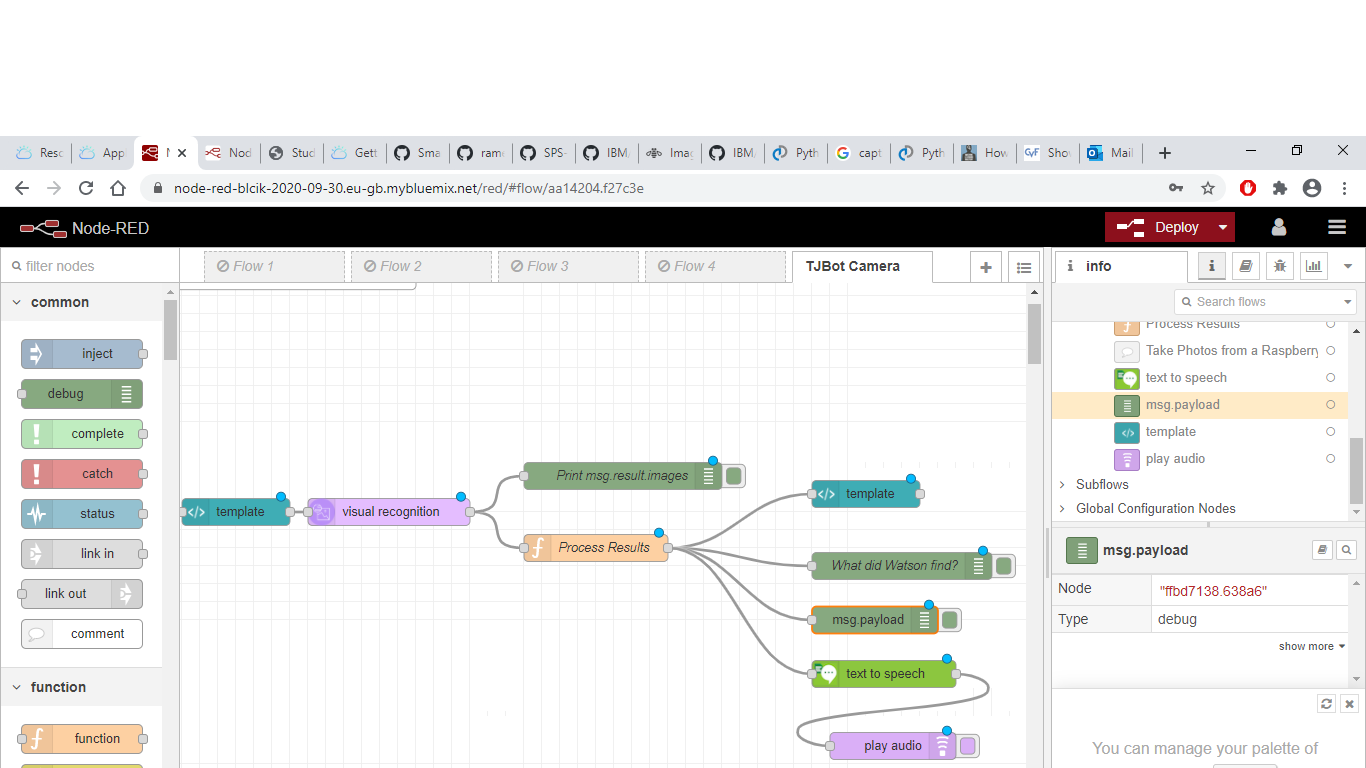 Resc
App
Nod
Stud
Gett
Sma
ram
SPS-
IBM
Imag
IBM
Pyth
capt
Pyth
How
Sho
Mail
node-red-blcik-2020-09-30.eu-gb.mybluemix.net/red/#flow/aa14204.f27c3e
Node-RED
Deploy
filter nodes
Flow 1
Flow 2
Flow 3
Flow 4
TJBot Camera
info
Search flows
common
inject
debug
complete
catch
status
link in
link out
comment
function
function
template
visual recognition
Print msg.result.images
Process Results
template
What did Watson find?
msg.payload
text to speech
play audio
Process Results
Take Photos from a Raspberry
text to speech
msg.payload
template
play audio
Subflows
Global Configuration Nodes
msg.payload
Node "ffbd7138.638a6"
Type debug
show more
You can manage your palette of